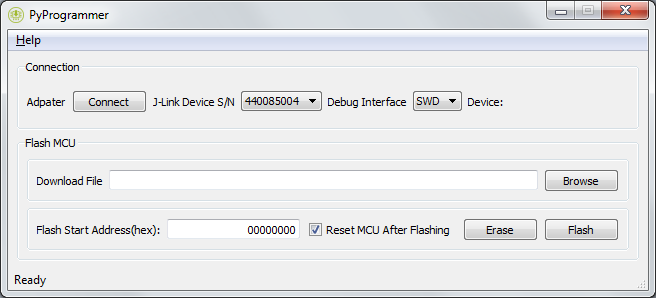 PyProgrammer
Help
Connection
Adpater Connect J-Link Device S/N 440085004 Debug Interface SWD Device:
Flash MCU
Download File Browse
Flash Start Address(hex): 00000000 Reset MCU After Flashing Erase Flash
Ready